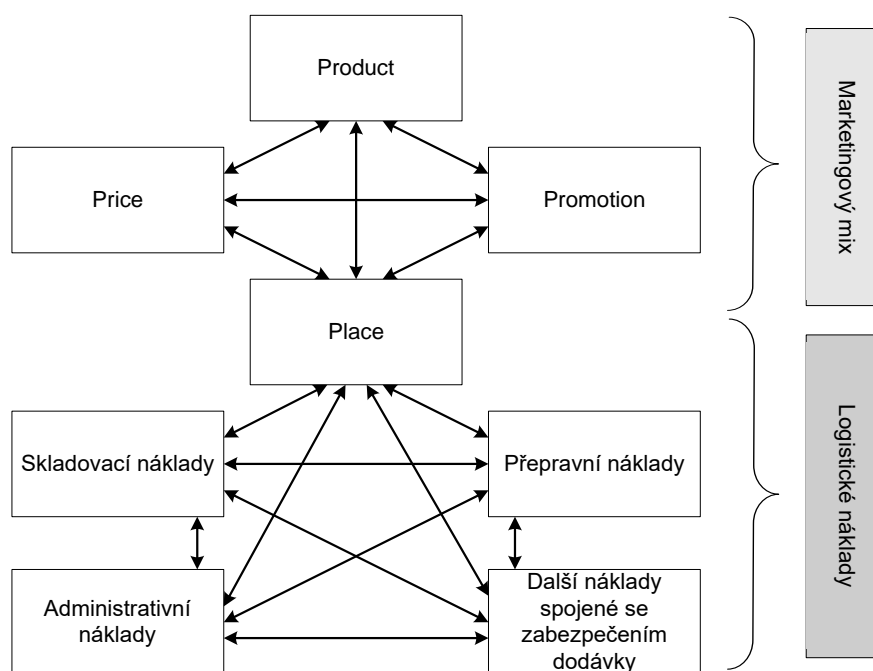 Product
Price
Promotion
Place
Marketingový mix
Skladovací náklady
Přepravní náklady
Administrativní
náklady
Další náklady
spojené se
zabezpečením
dodávky
Logistické náklady